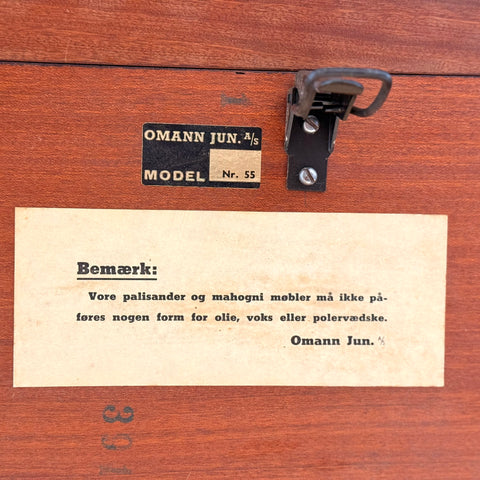 OMANN JUN. A/S
MODEL Nr. 55
Bemærk:
Vore palisander og mahogni møbler må ikke på-
føres nogen form for olie, voks eller polervædske.
Omann Jun. A/S